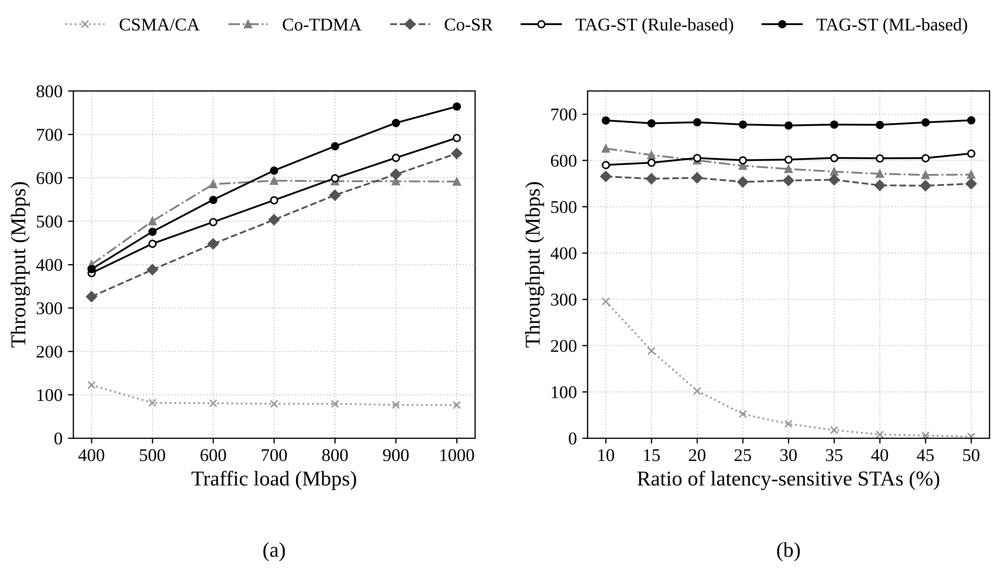 CSMA/CA Co-TDMA Co-SR TAG-ST (Rule-based) TAG-ST (ML-based)
800
700
600
500
400
300
200
100
0
Throughput (Mbps)
400 500 600 700 800 900 1000
Traffic load (Mbps)
(a)
700
600
500
400
300
200
100
0
Throughput (Mbps)
10 15 20 25 30 35 40 45 50
Ratio of latency-sensitive STAs (%)
(b)